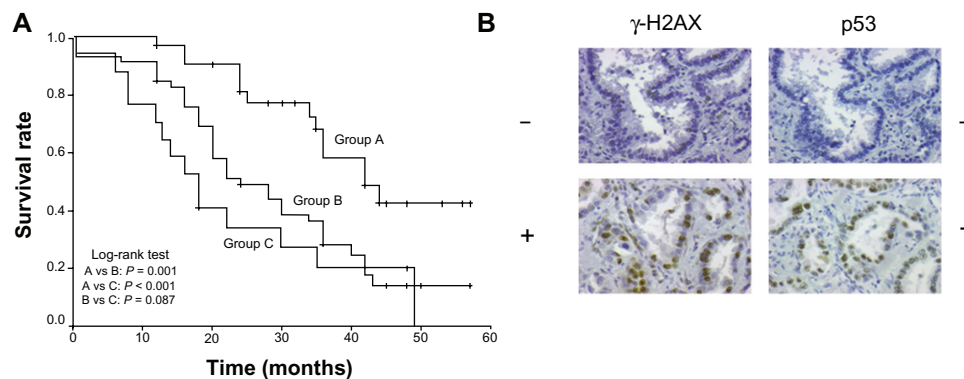 A
Survival rate
1.0
0.8
0.6
0.4
0.2
0.0
0
10
20
30
40
50
60
Time (months)
Group A
Group B
Group C
Log-rank test
A vs B: P = 0.001
A vs C: P < 0.001
B vs C: P = 0.087
B
γ-H2AX
p53
–
–
+